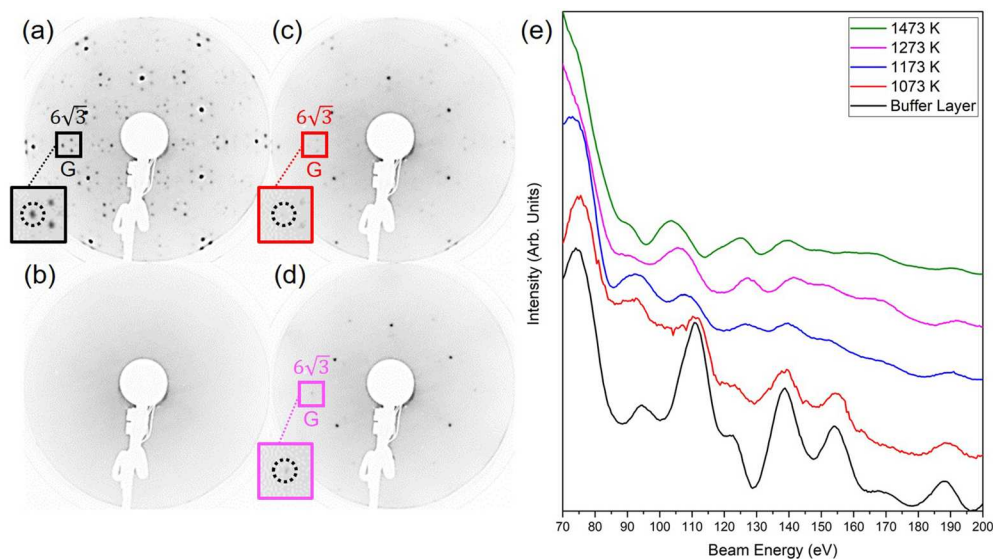 (a)
6√3
G
(b)
(c)
6√3
G
(d)
6√3
G
(e)
1473 K
1273 K
1173 K
1073 K
Buffer Layer
Intensity (Arb. Units)
70 80 90 100 110 120 130 140 150 160 170 180 190 200
Beam Energy (eV)